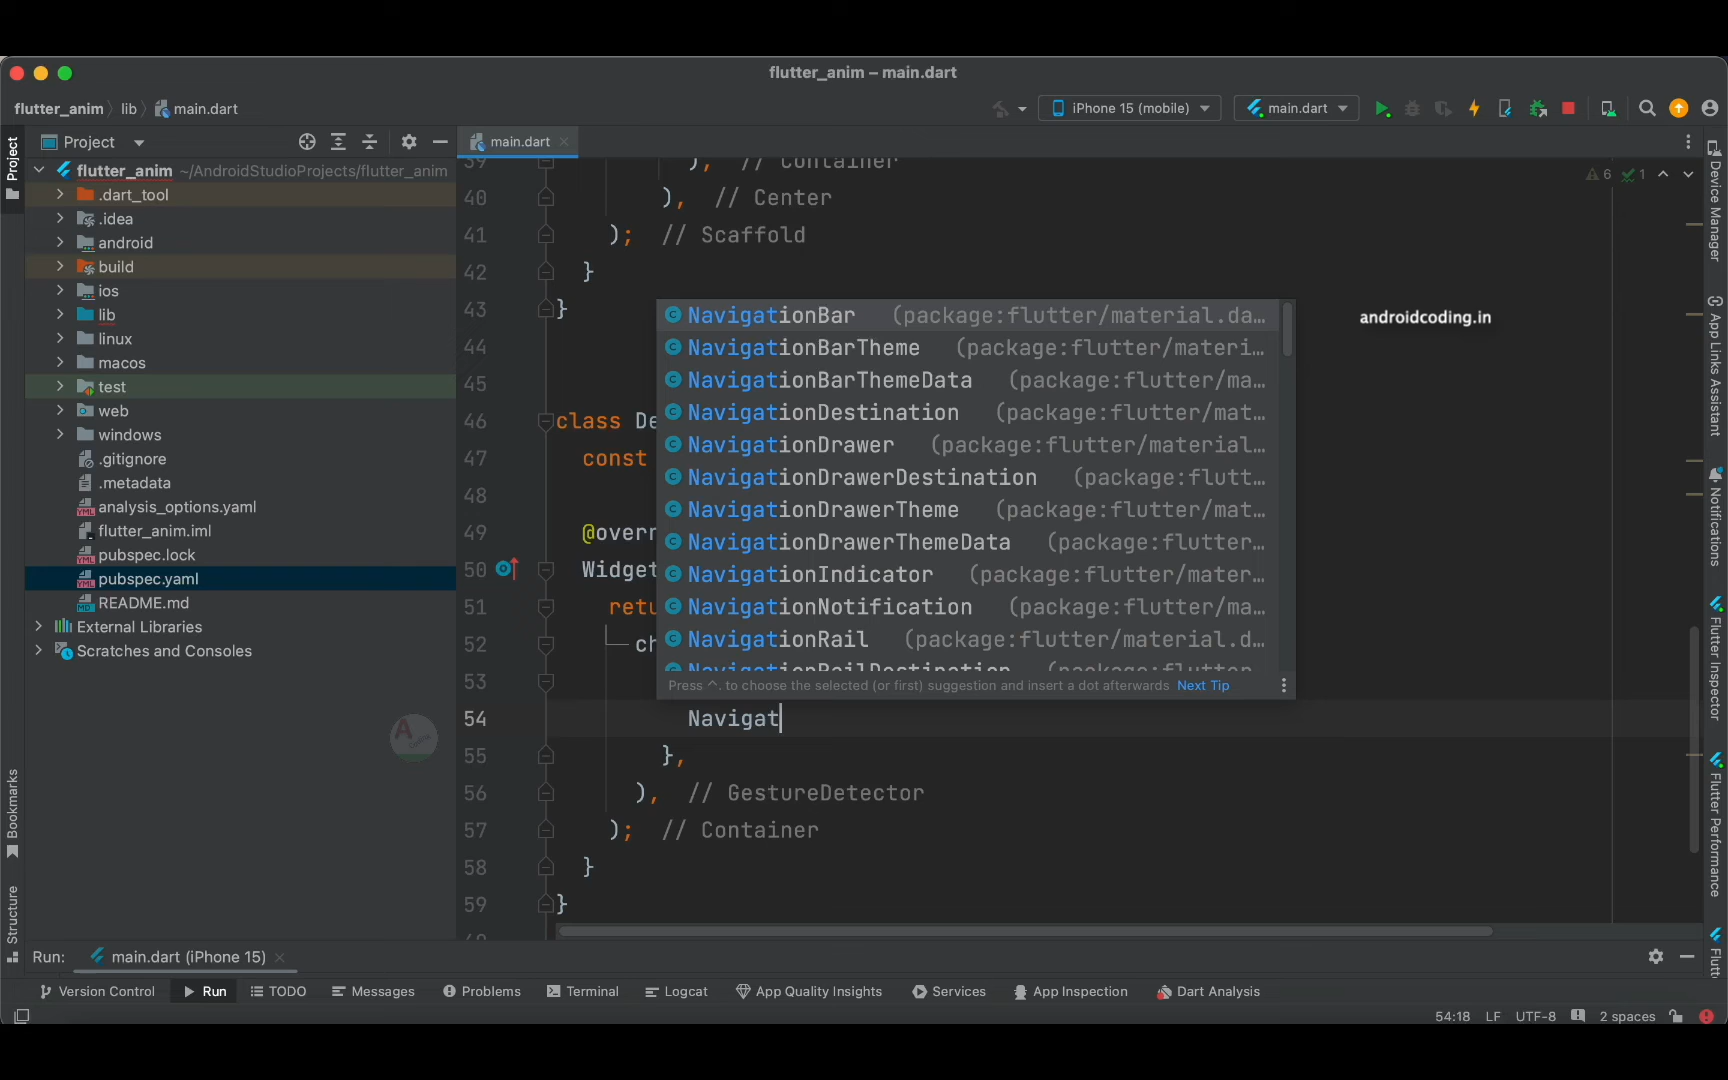 flutter_anim – main.dart
flutter_anim lib main.dart
iPhone 15 (mobile) main.dart
Project
main.dart
flutter_anim ~/AndroidStudioProjects/flutter_anim
.dart_tool
.idea
android
build
ios
lib
linux
macos
test
web
windows
.gitignore
.metadata
analysis_options.yaml
flutter_anim.iml
pubspec.lock
pubspec.yaml
README.md
External Libraries
Scratches and Consoles
Project
Bookmarks
Structure
6 1
39 ), // Container
40 ), // Center
41 ); // Scaffold
42 }
43 }
44
45
46 class De
47 const
48
49 @overr
50 Widget
51 retu
52 ch
53
54 Navigat
55 },
56 ), // GestureDetector
57 ); // Container
58 }
59 }
NavigationBar (package:flutter/material.da…
NavigationBarTheme (package:flutter/materi…
NavigationBarThemeData (package:flutter/ma…
NavigationDestination (package:flutter/mat…
NavigationDrawer (package:flutter/material…
NavigationDrawerDestination (package:flutt…
NavigationDrawerTheme (package:flutter/mat…
NavigationDrawerThemeData (package:flutter…
NavigationIndicator (package:flutter/mater…
NavigationNotification (package:flutter/ma…
NavigationRail (package:flutter/material.d…
NavigationRailDestination (package:flutter…
Press ^. to choose the selected (or first) suggestion and insert a dot afterwards Next Tip
androidcoding.in
Device Manager
App Links Assistant
Notifications
Flutter Inspector
Flutter Performance
Flutt
Run: main.dart (iPhone 15)
Version Control Run TODO Messages Problems Terminal Logcat App Quality Insights Services App Inspection Dart Analysis
54:18 LF UTF-8 2 spaces